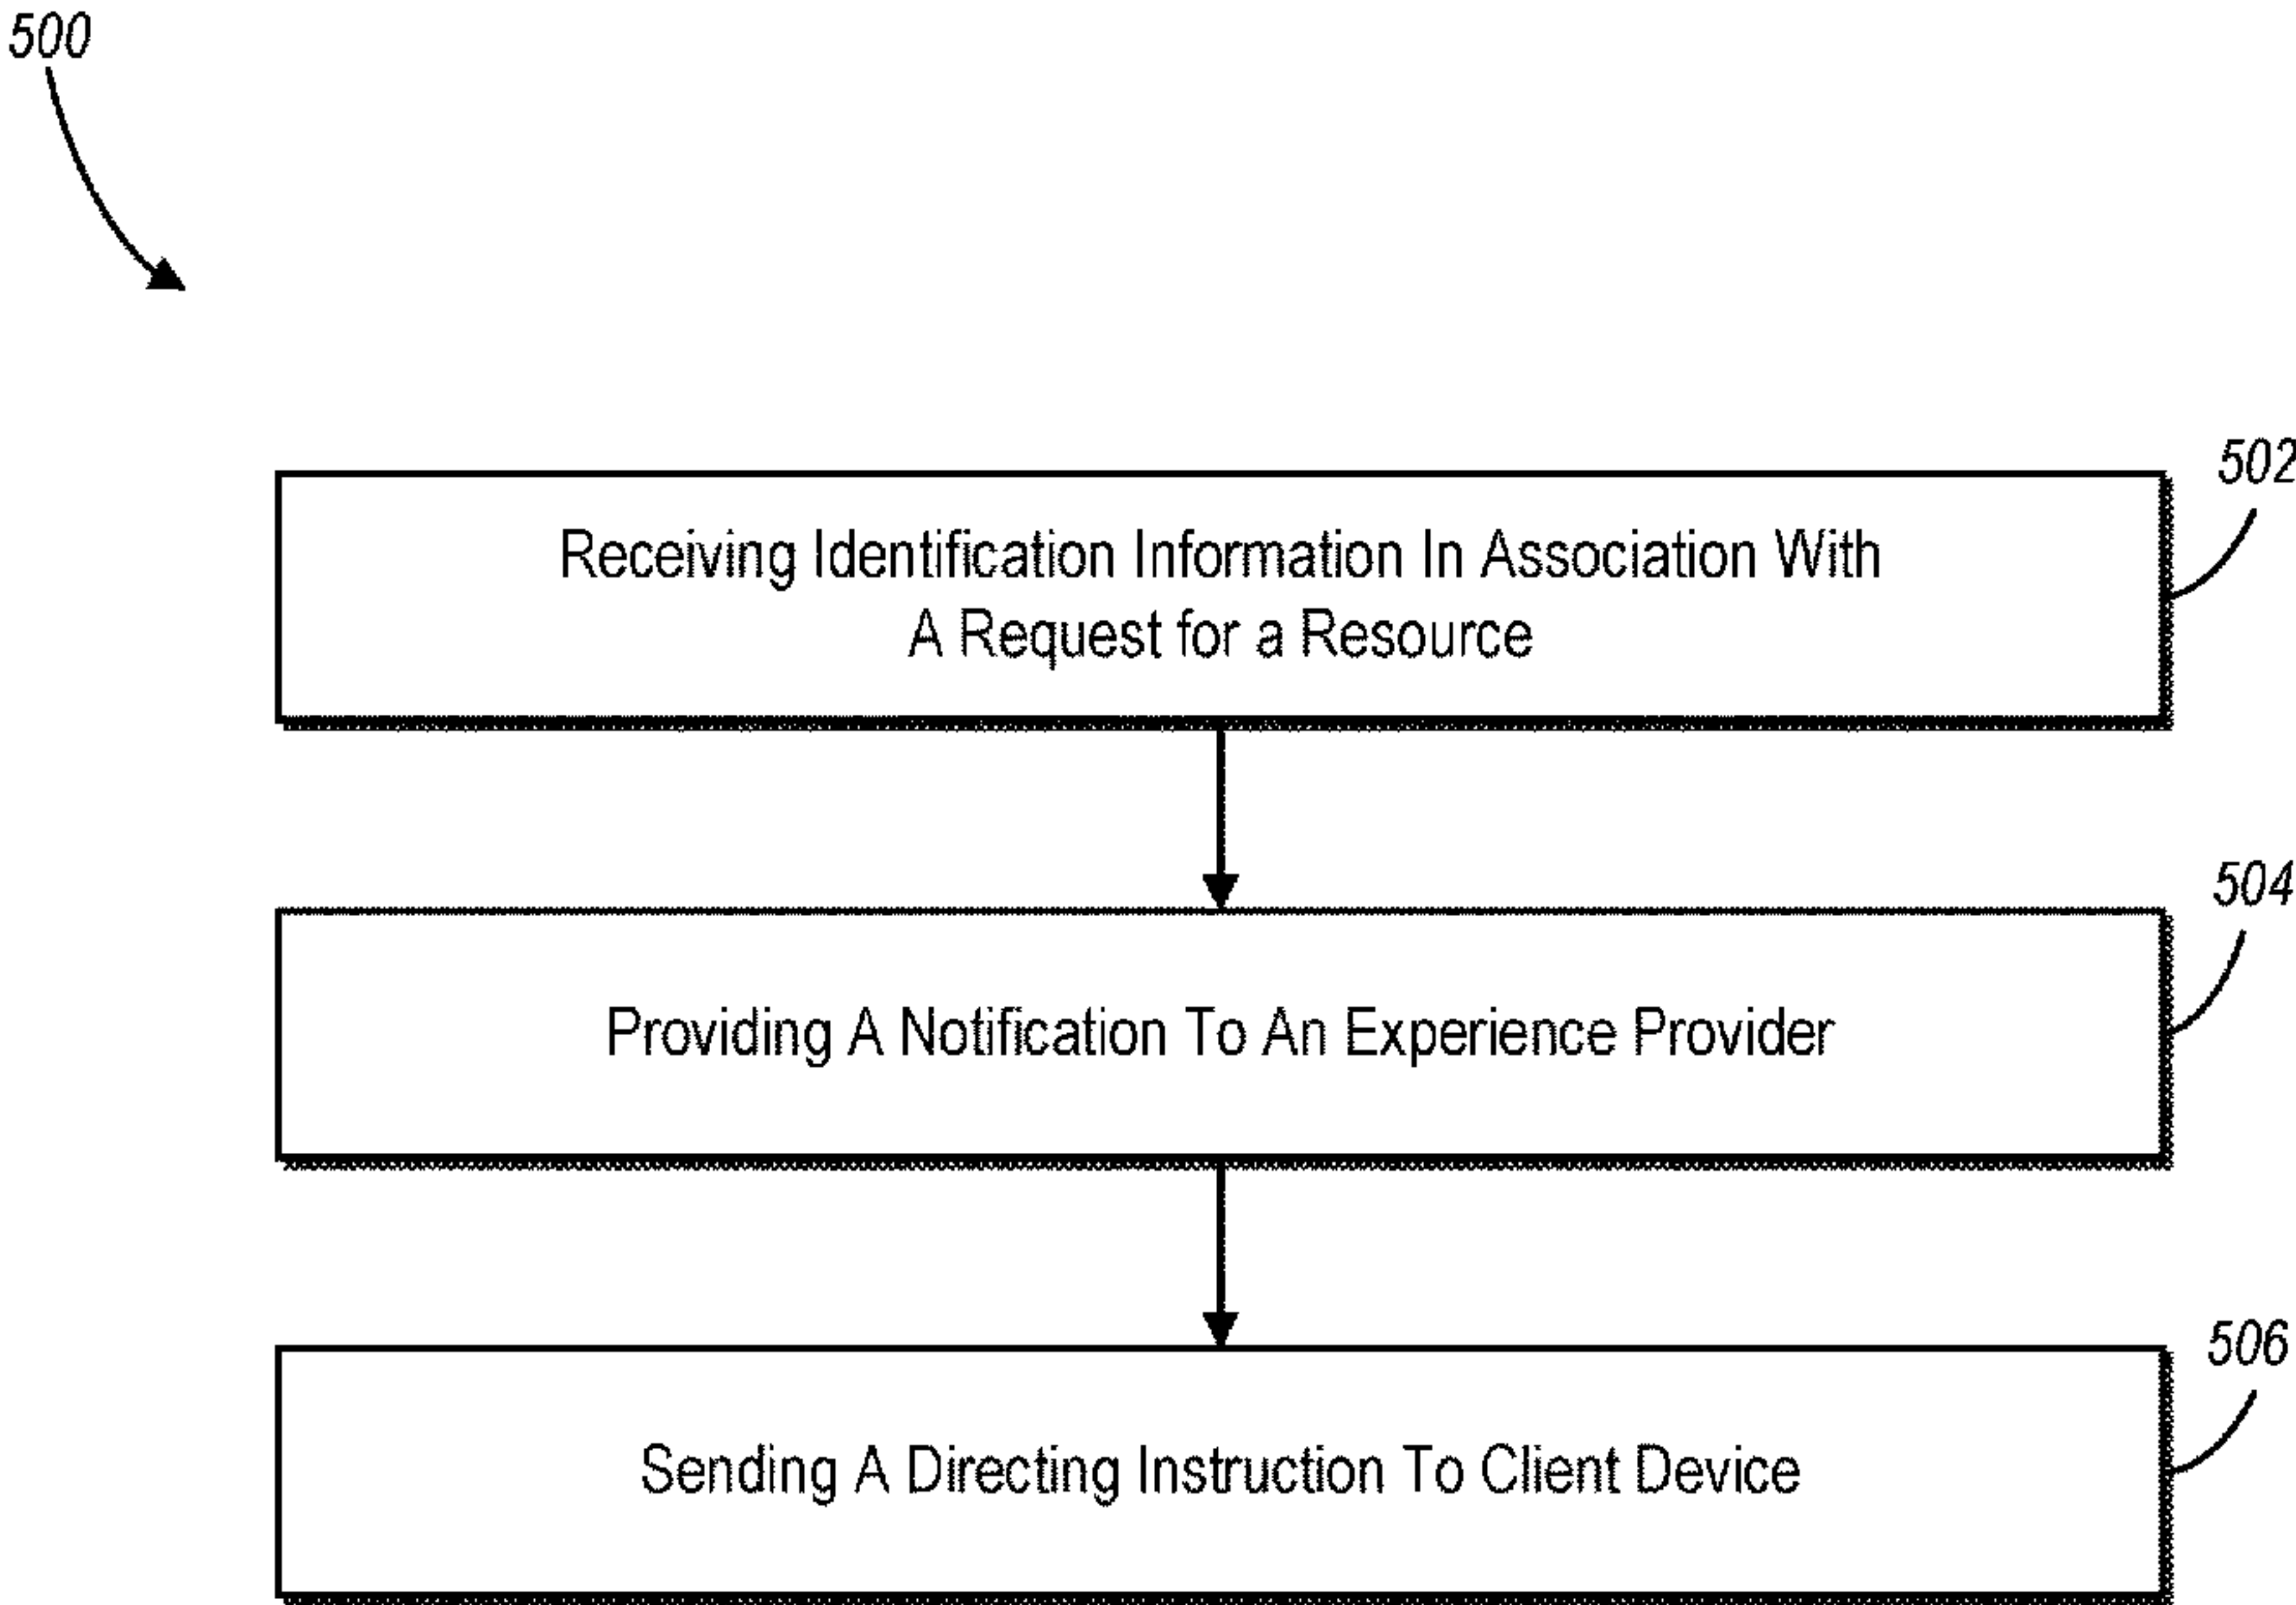 500
502
Receiving Identification Information In Association With
A Request for a Resource
504
Providing A Notification To An Experience Provider
506
Sending A Directing Instruction To Client Device